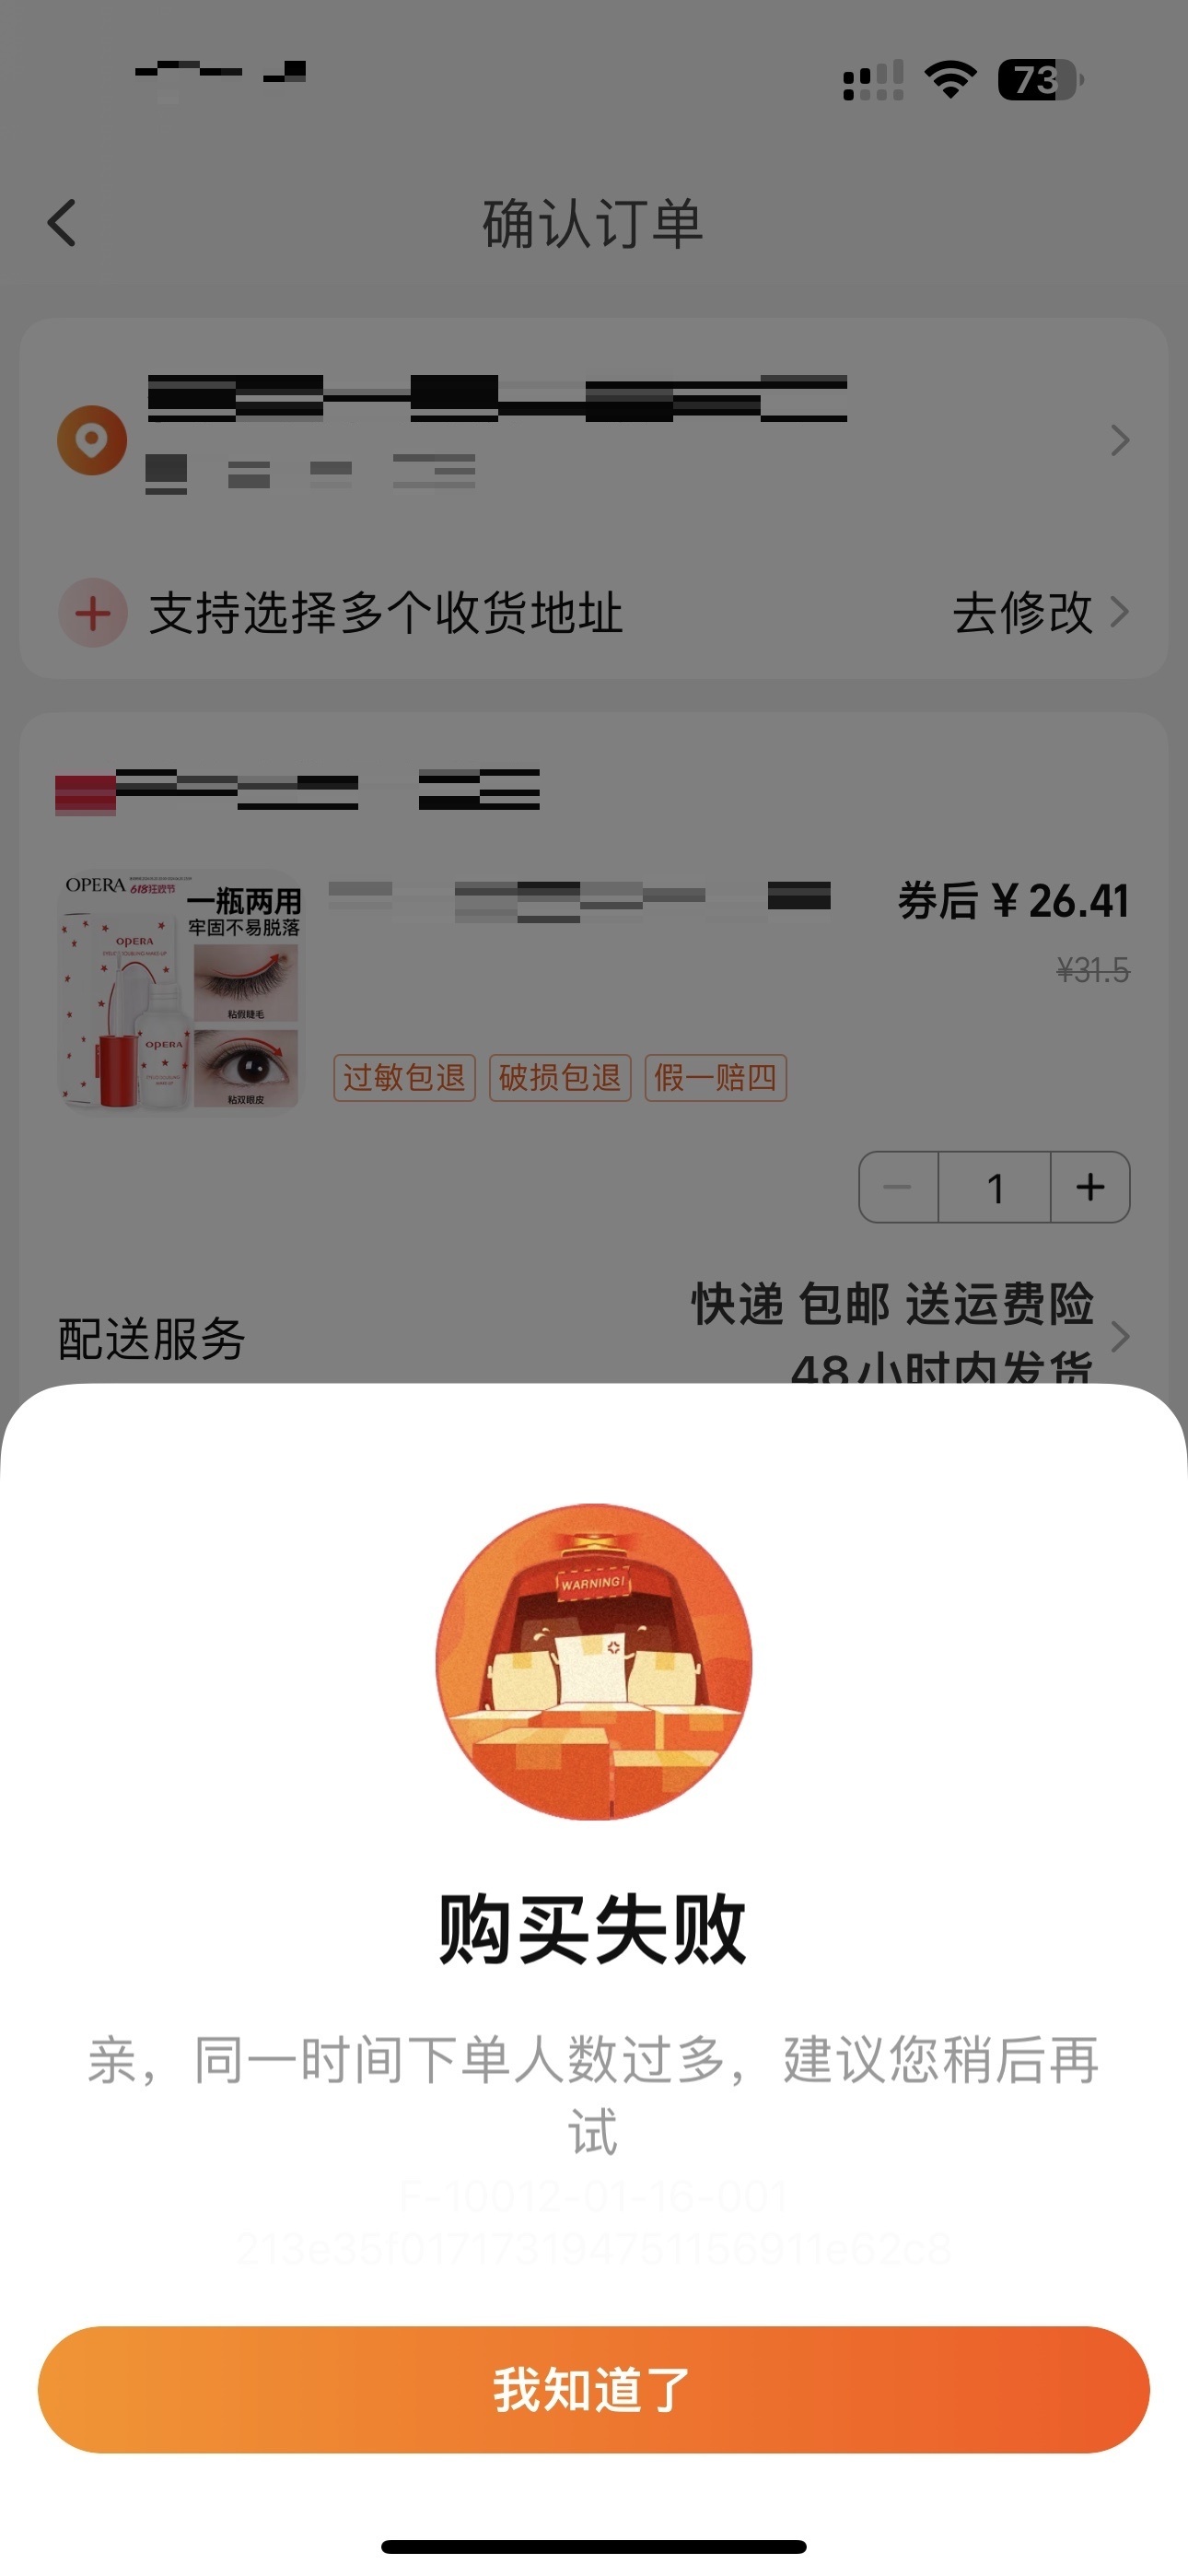 73
确认订单
支持选择多个收货地址
去修改
OPERA
618狂欢节
一瓶两用
牢固不易脱落
OPERA
粘假睫毛
OPERA
粘双眼皮
券后 ¥ 26.41
¥31.5
过敏包退
破损包退
假一赔四
1
配送服务
快递 包邮 送运费险
48小时内发货
WARNING!
购买失败
亲，同一时间下单人数过多，建议您稍后再
试
F-10012-01-16-001
213e35f017173194751156911e62c8
我知道了